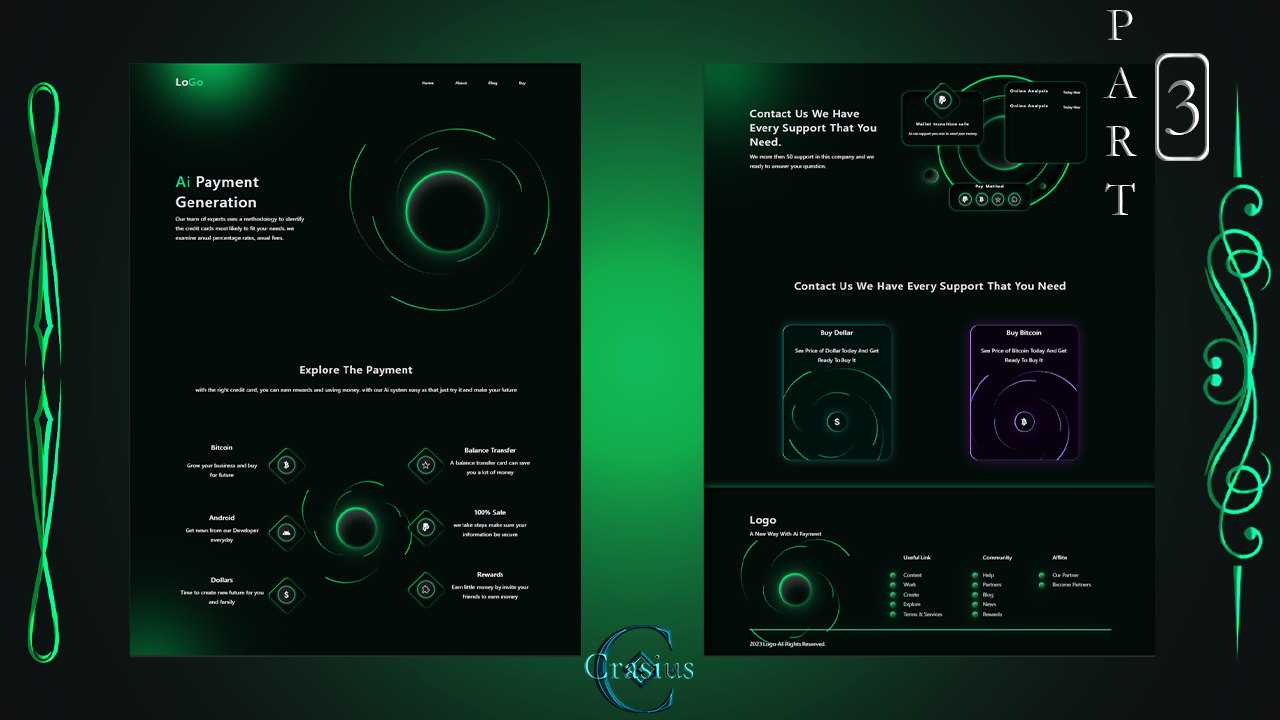 LoGo
Home About Blog Buy
Ai Payment
Generation
Our team of experts uses a methodology to identify
the credit cards most likely to fit your needs. we
examine anual percentage rates, anual fees.
Explore The Payment
with the right credit card, you can earn rewards and saving money. with our Ai system easy as that just try it and make your future
Bitcoin
Grow your business and buy
for future
Android
Get news from our Developer
everyday
Dollars
Time to create new future for you
and family
Balance Transfer
A balance transfer card can save
you a lot of money
100% Safe
we take steps make sure your
information be secure
Rewards
Earn little money by invite your
friends to earn money
Contact Us We Have
Every Support That You
Need.
We more then 50 support in this company and we
ready to answer your question.
Wallet transition safe
Ai can support you one to send your money
Online Analysis Today New
Online Analysis Today New
Pay Method
Contact Us We Have Every Support That You Need
Buy Dollar
See Price of Dollar Today And Get
Ready To Buy It
$
Buy Bitcoin
See Price of Bitcoin Today And Get
Ready To Buy It
Logo
A New Way With Ai Payment
Useful Link
Content
Work
Create
Explore
Terms & Services
Community
Help
Partners
Blog
News
Rewards
Affilite
Our Partner
Become Partners
2023 Logo All Rights Reserved.
PART
3
Crasius